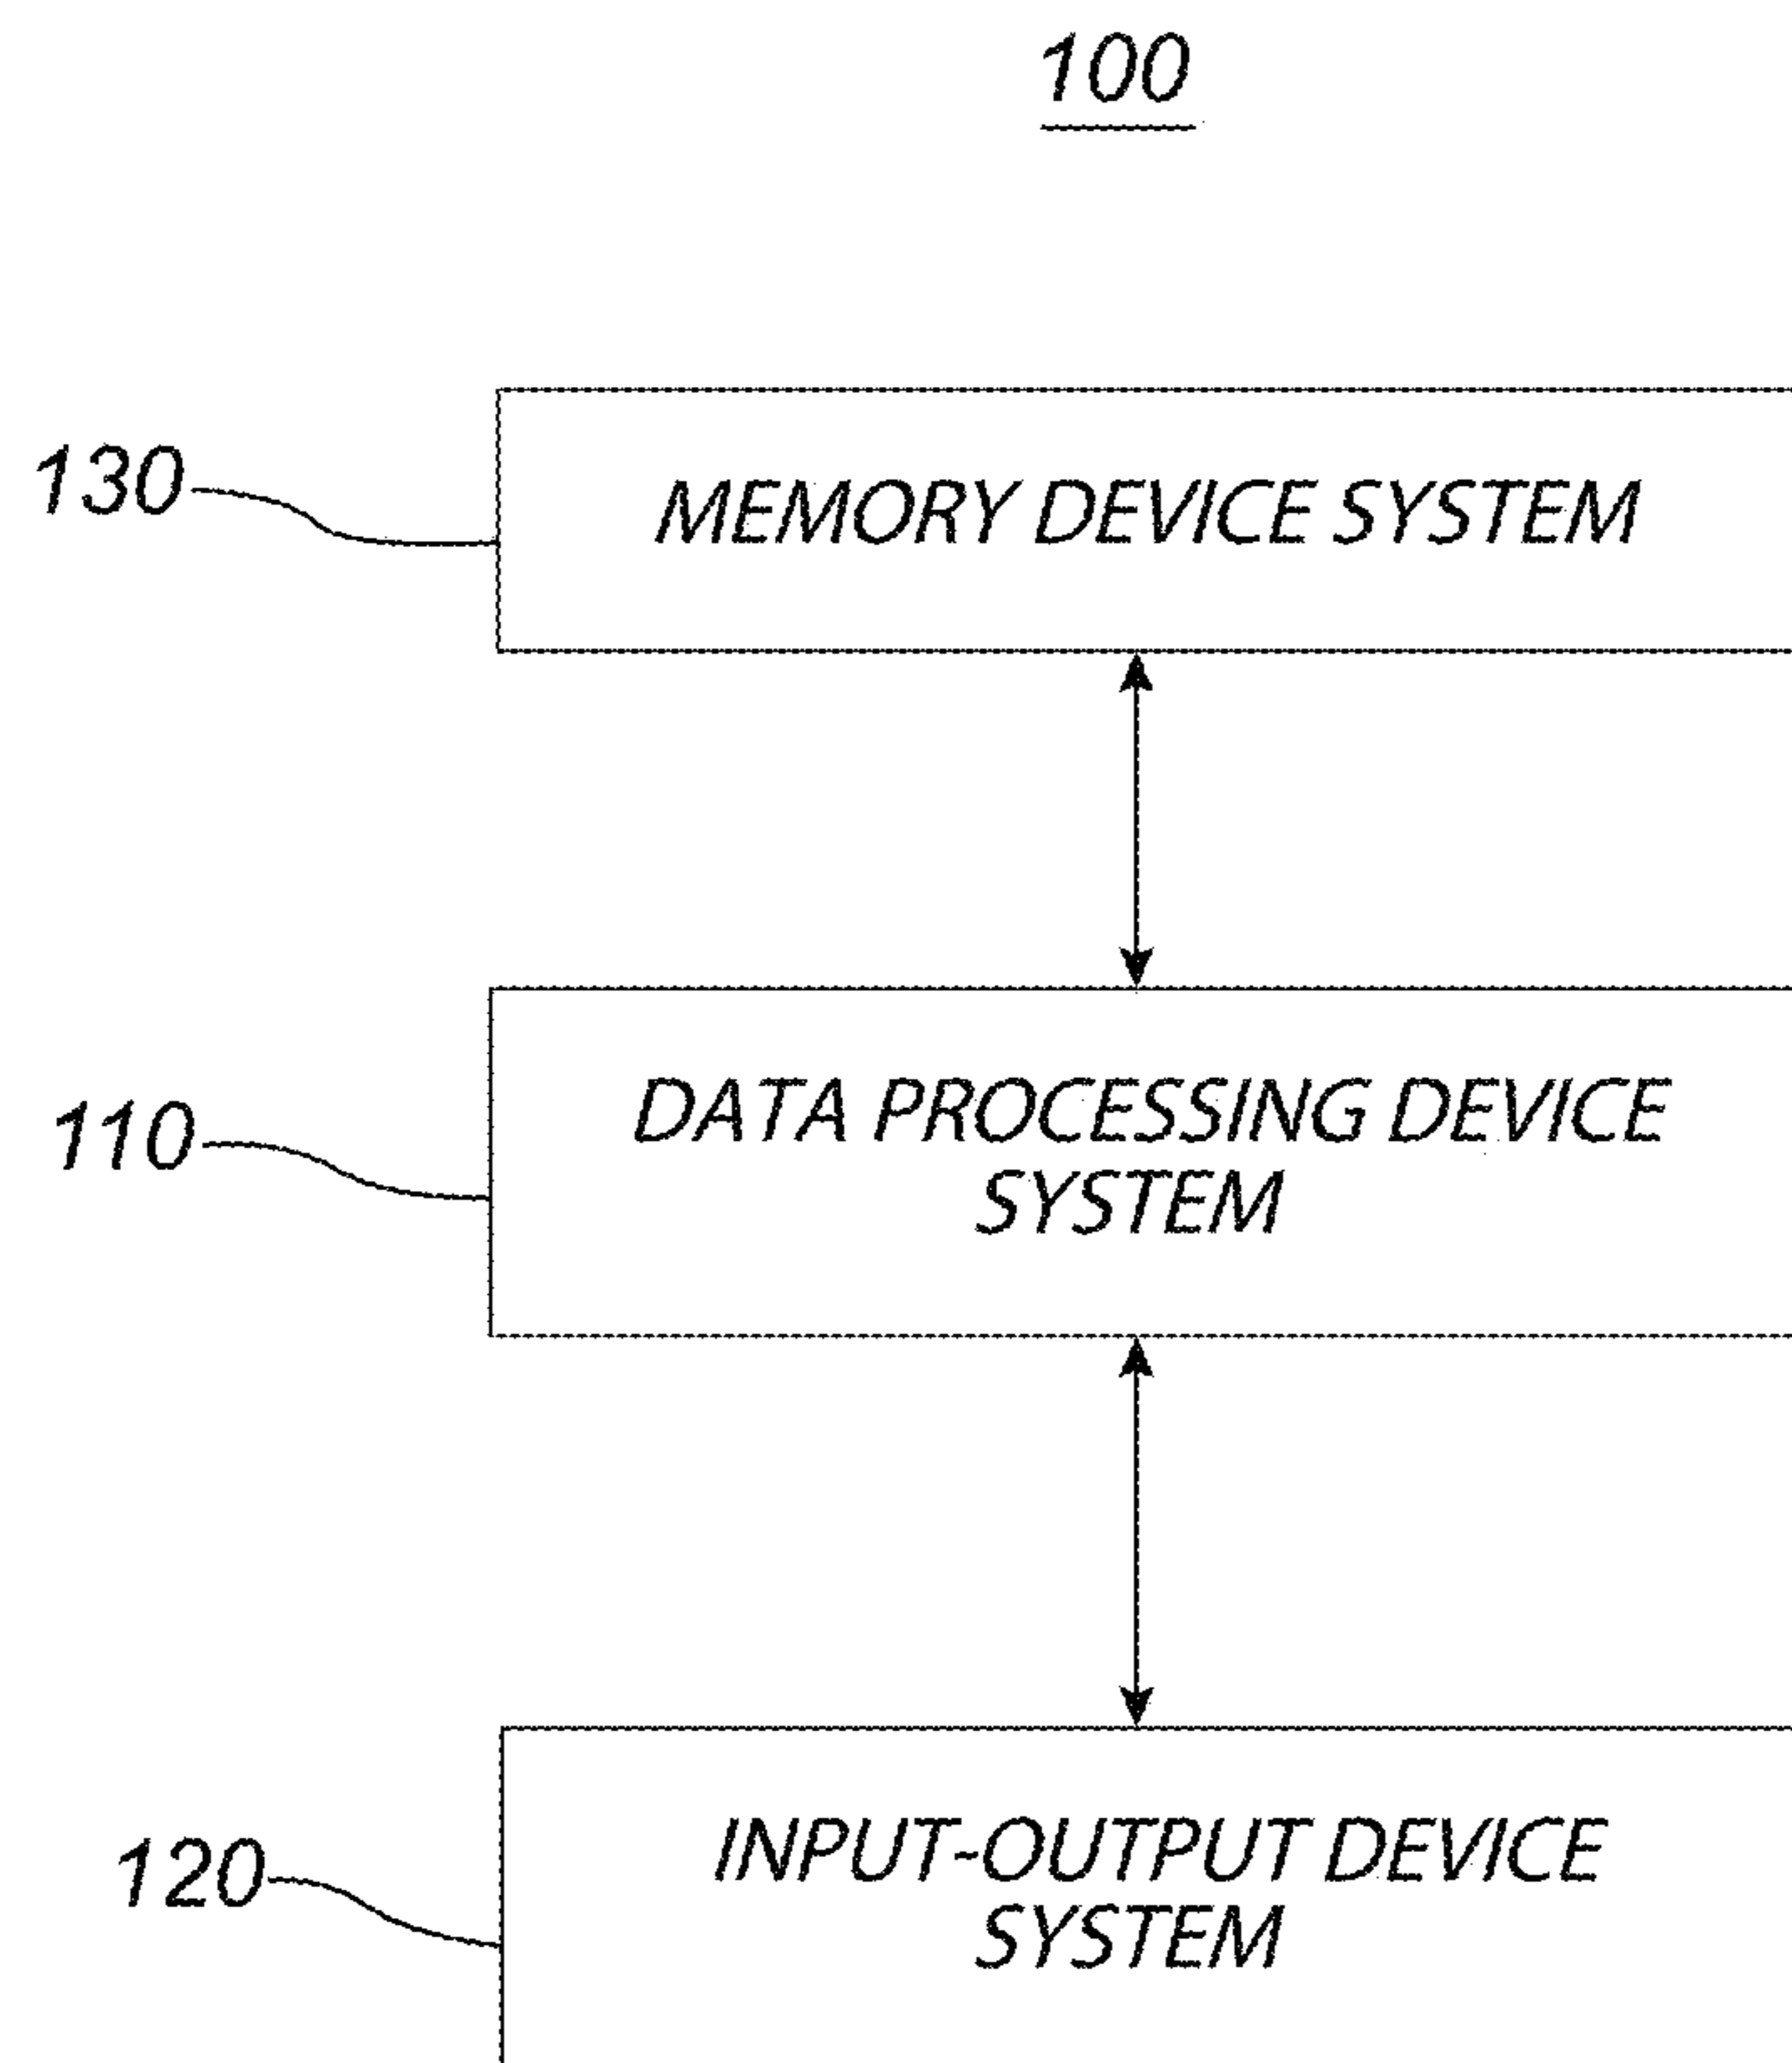 100
130
MEMORY DEVICE SYSTEM
110
DATA PROCESSING DEVICE
SYSTEM
120
INPUT-OUTPUT DEVICE
SYSTEM